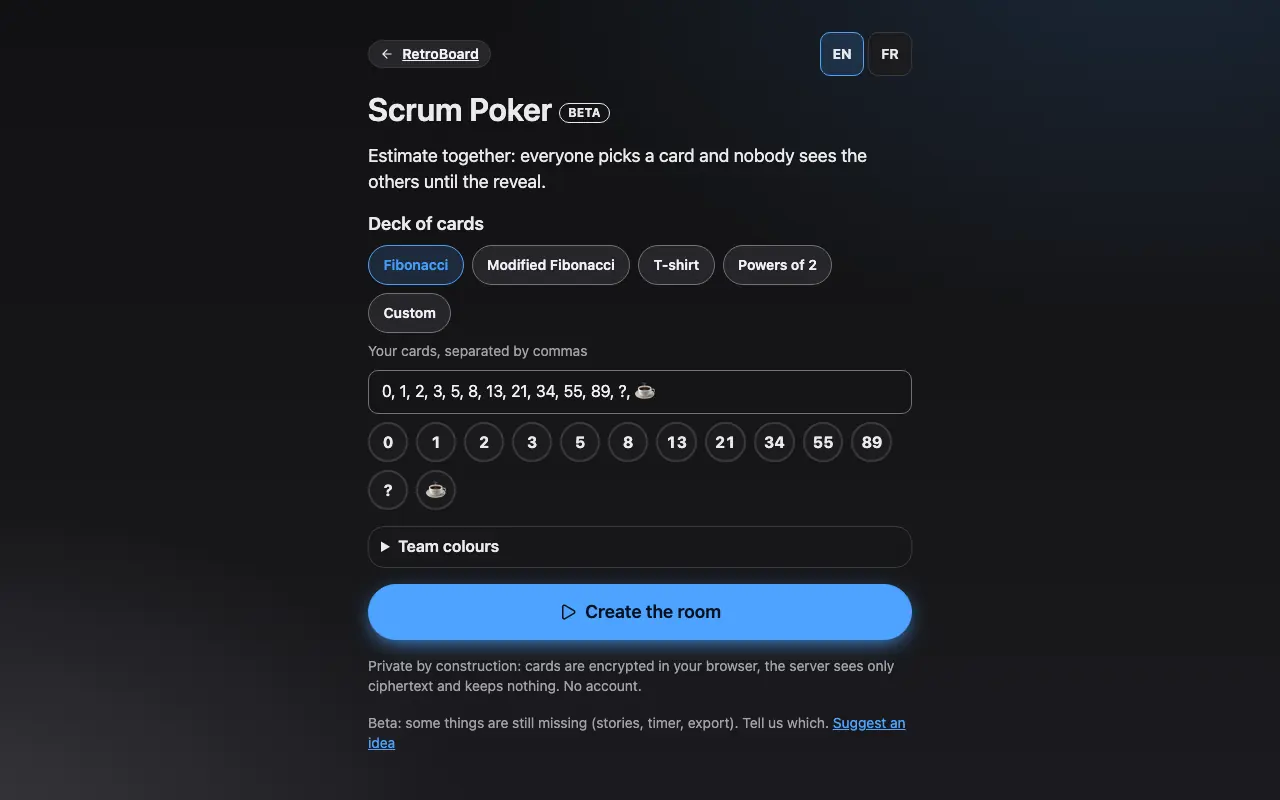 ← RetroBoard
EN FR
Scrum Poker BETA
Estimate together: everyone picks a card and nobody sees the
others until the reveal.
Deck of cards
Fibonacci Modified Fibonacci T-shirt Powers of 2
Custom
Your cards, separated by commas
0, 1, 2, 3, 5, 8, 13, 21, 34, 55, 89, ?, ☕
0 1 2 3 5 8 13 21 34 55 89
? ☕
Team colours
Create the room
Private by construction: cards are encrypted in your browser, the server sees only
ciphertext and keeps nothing. No account.
Beta: some things are still missing (stories, timer, export). Tell us which. Suggest an
idea